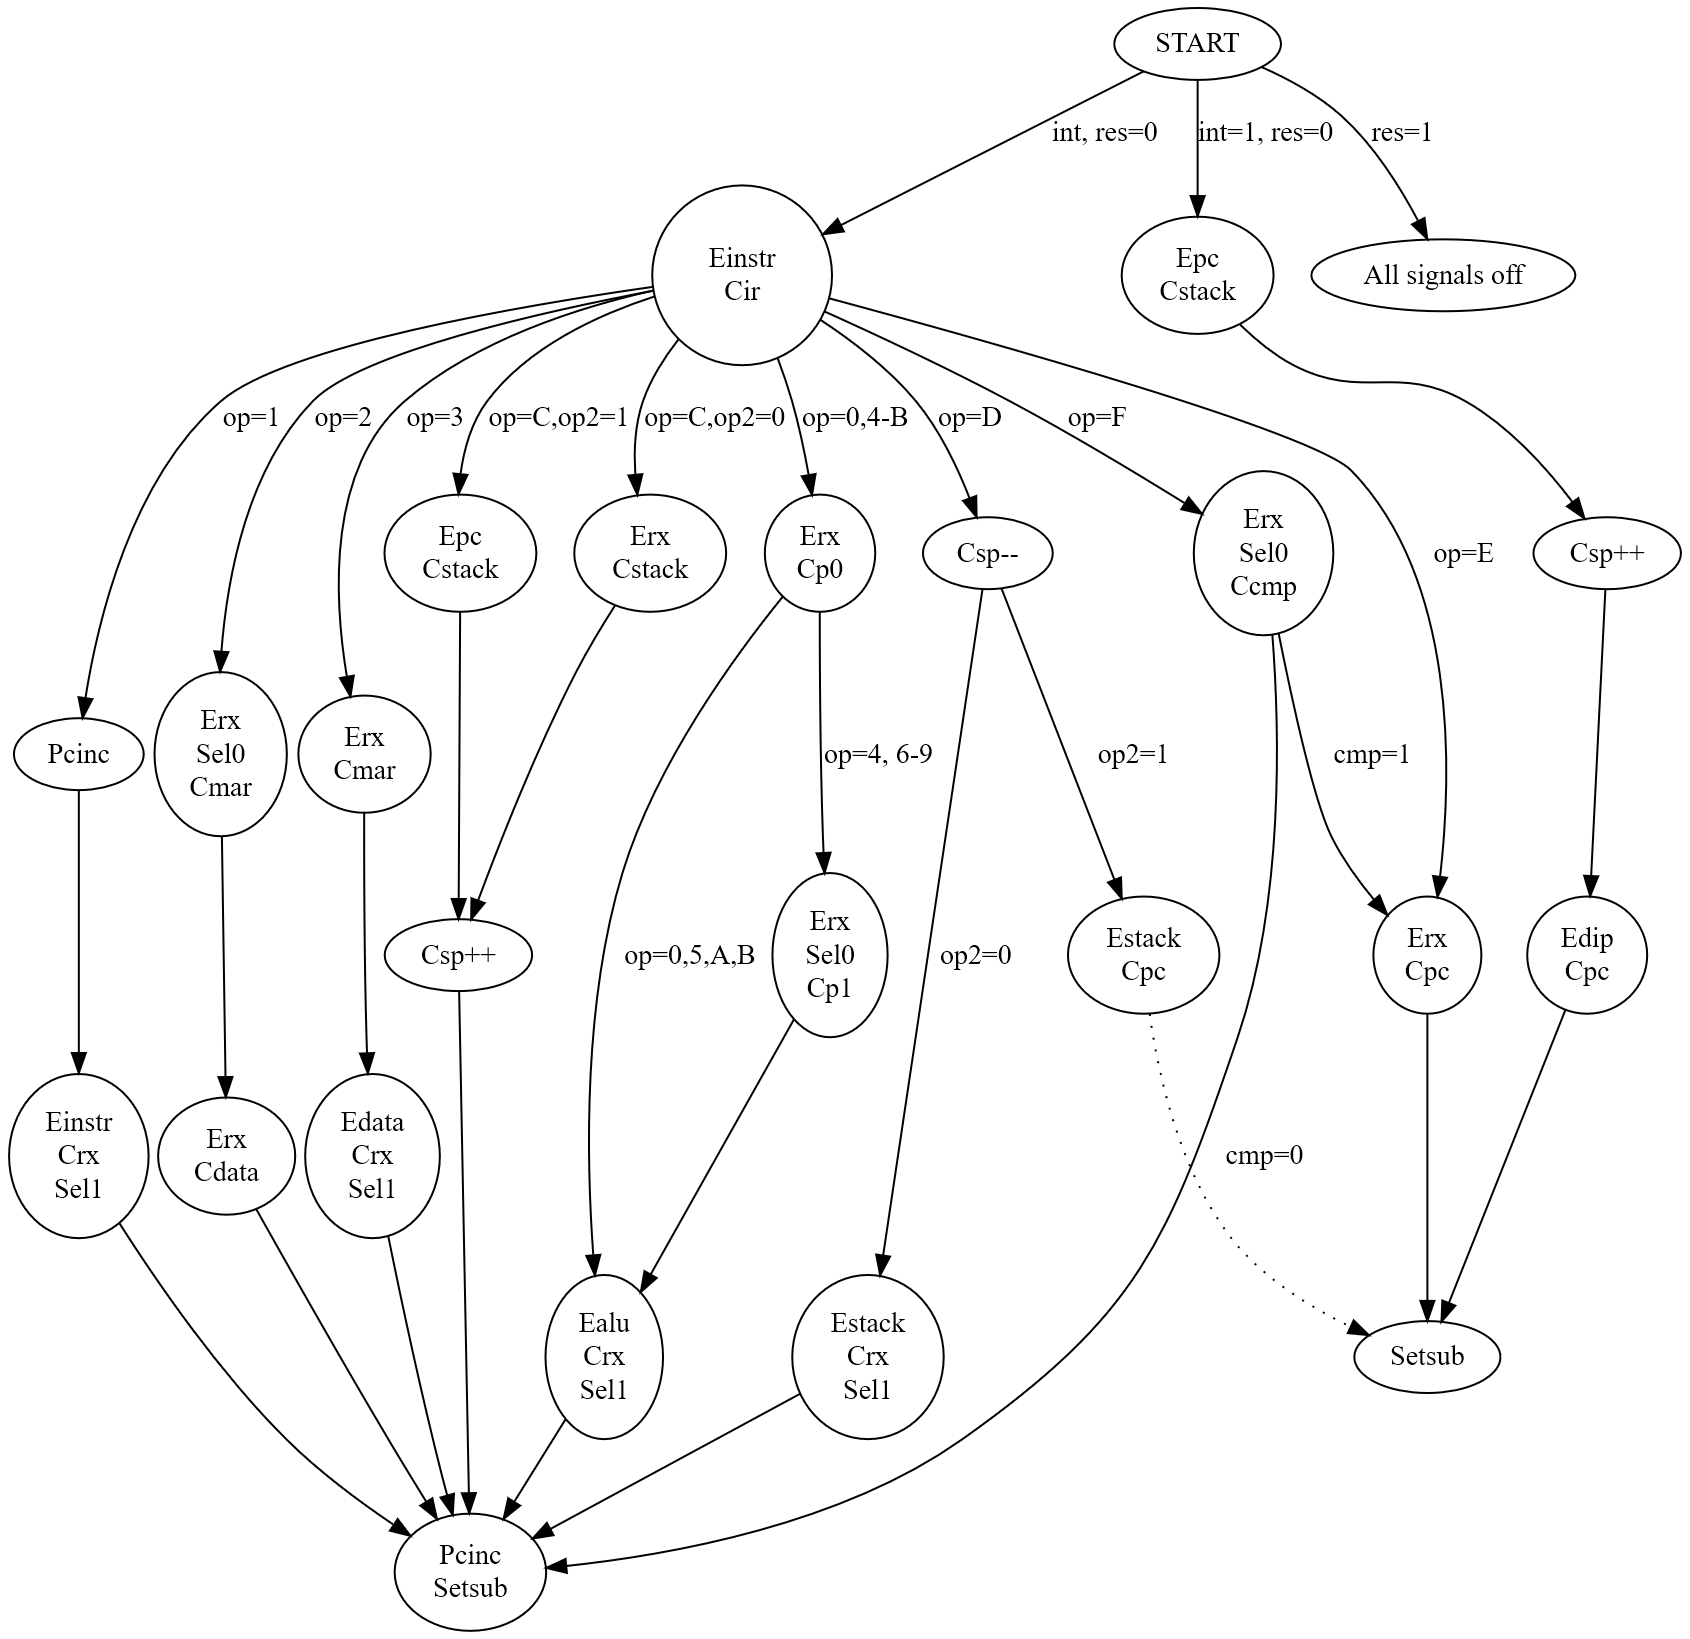 START
int, res=0
int=1, res=0
res=1
Einstr
Cir
Epc
Cstack
All signals off
op=1
op=2
op=3
op=C,op2=1
op=C,op2=0
op=0,4-B
op=D
op=F
Epc
Cstack
Erx
Cstack
Erx
Cp0
Csp--
Erx
Sel0
Ccmp
op=E
Csp++
Pcinc
Erx
Sel0
Cmar
Erx
Cmar
op=4, 6-9
op2=1
cmp=1
Csp++
op=0,5,A,B
Erx
Sel0
Cp1
op2=0
Estack
Cpc
Erx
Cpc
Edip
Cpc
Einstr
Crx
Sel1
Erx
Cdata
Edata
Crx
Sel1
cmp=0
Ealu
Crx
Sel1
Estack
Crx
Sel1
Setsub
Pcinc
Setsub